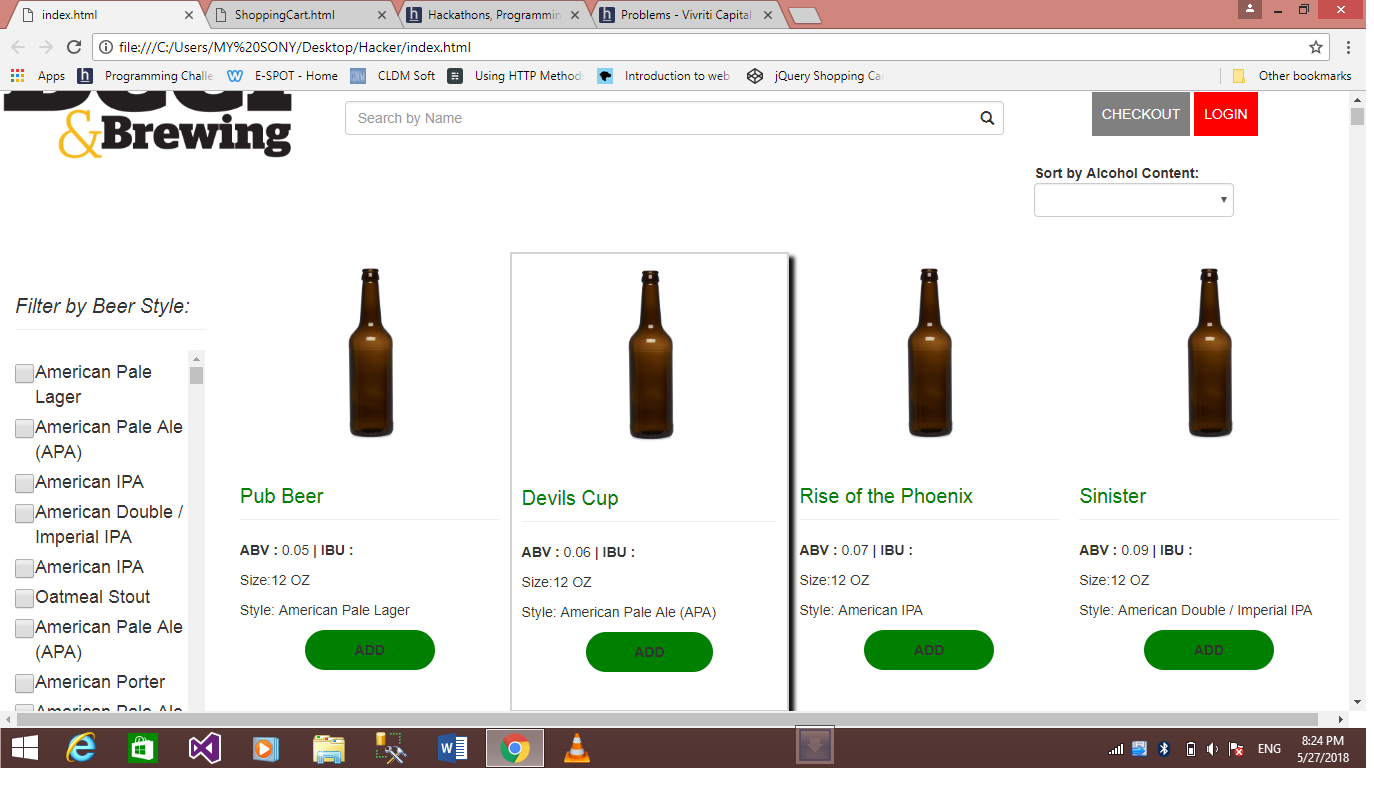 index.html
ShoppingCart.html
Hackathons, Programmin
Problems - Vivriti Capital
file:///C:/Users/MY%20SONY/Desktop/Hacker/index.html
Apps
Programming Challe
E-SPOT - Home
CLDM Soft
Using HTTP Method
Introduction to web
jQuery Shopping Ca
Other bookmarks
Beer
&Brewing
Search by Name
CHECKOUT
LOGIN
Sort by Alcohol Content:
Filter by Beer Style:
American Pale
Lager
American Pale Ale
(APA)
American IPA
American Double /
Imperial IPA
American IPA
Oatmeal Stout
American Pale Ale
(APA)
American Porter
American Pale Ale
Pub Beer
ABV : 0.05 | IBU :
Size:12 OZ
Style: American Pale Lager
ADD
Devils Cup
ABV : 0.06 | IBU :
Size:12 OZ
Style: American Pale Ale (APA)
ADD
Rise of the Phoenix
ABV : 0.07 | IBU :
Size:12 OZ
Style: American IPA
ADD
Sinister
ABV : 0.09 | IBU :
Size:12 OZ
Style: American Double / Imperial IPA
ADD
ENG
8:24 PM
5/27/2018